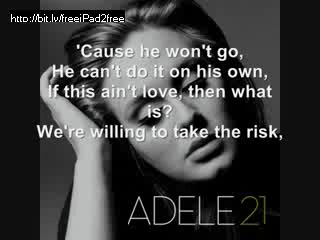 http://bit.lv/freeiPad2free
'Cause he won't go,
He can't do it on his own,
If this ain't love, then what
is?
We're willing to take the risk,
ADELE 21